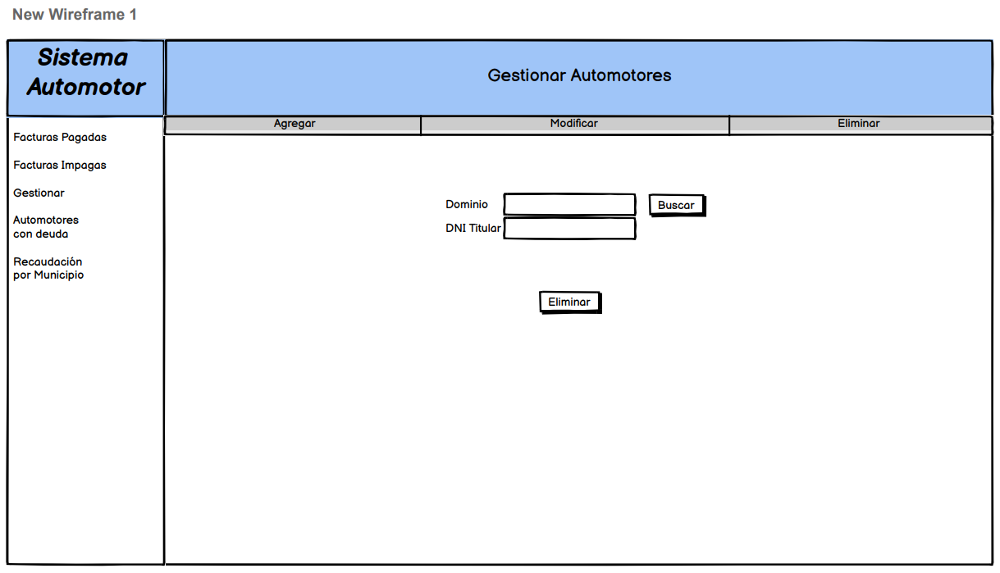 New Wireframe 1
Sistema
Automotor
Gestionar Automotores
Agregar
Modificar
Eliminar
Facturas Pagadas
Facturas Impagas
Gestionar
Automotores
con deuda
Recaudación
por Municipio
Dominio
Buscar
DNI Titular
Eliminar